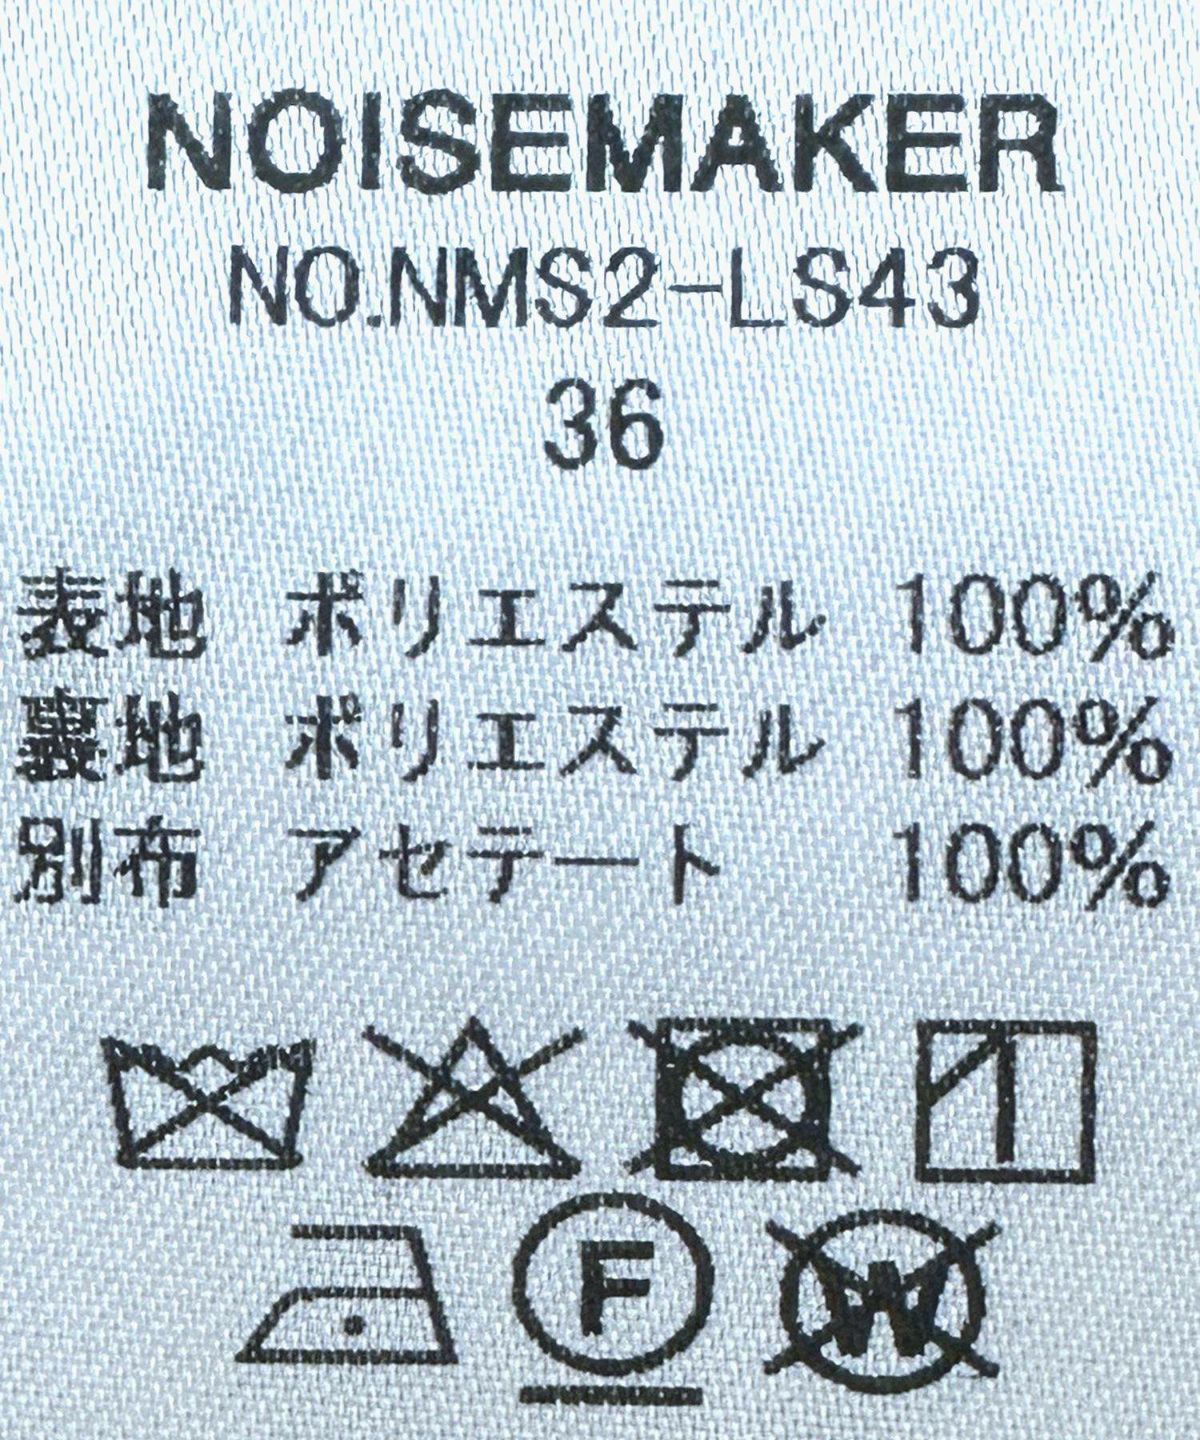 NOISEMAKER
NO.NMS2-LS43
36
表地 ポリエステル 100%
裏地 ポリエステル 100%
別布 アセテート 100%
F
W